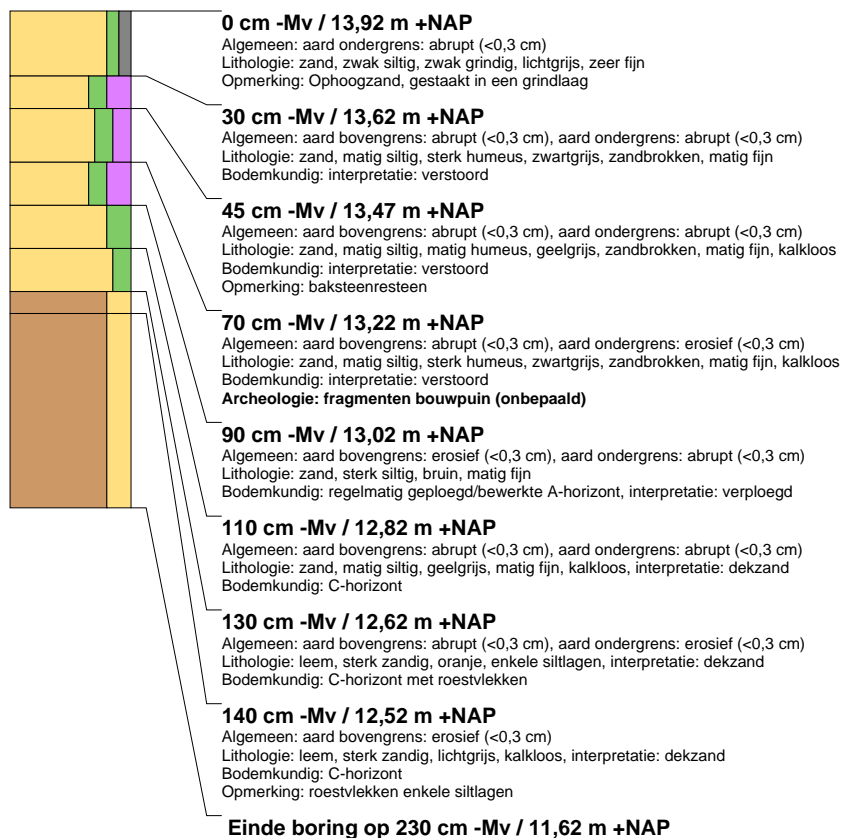 0 cm -Mv / 13,92 m +NAP
Algemeen: aard ondergrens: abrupt (<0,3 cm)
Lithologie: zand, zwak siltig, zwak grindig, lichtgrijs, zeer fijn
Opmerking: Ophoogzand, gestaakt in een grindlaag
30 cm -Mv / 13,62 m +NAP
Algemeen: aard bovengrens: abrupt (<0,3 cm), aard ondergrens: abrupt (<0,3 cm)
Lithologie: zand, matig siltig, sterk humeus, zwartgrijs, zandbrokken, matig fijn
Bodemkundig: interpretatie: verstoord
45 cm -Mv / 13,47 m +NAP
Algemeen: aard bovengrens: abrupt (<0,3 cm), aard ondergrens: abrupt (<0,3 cm)
Lithologie: zand, matig siltig, matig humeus, geelgrijs, zandbrokken, matig fijn, kalkloos
Bodemkundig: interpretatie: verstoord
Opmerking: baksteenresteen
70 cm -Mv / 13,22 m +NAP
Algemeen: aard bovengrens: abrupt (<0,3 cm), aard ondergrens: erosief (<0,3 cm)
Lithologie: zand, matig siltig, sterk humeus, zwartgrijs, zandbrokken, matig fijn, kalkloos
Bodemkundig: interpretatie: verstoord
Archeologie: fragmenten bouwpuin (onbepaald)
90 cm -Mv / 13,02 m +NAP
Algemeen: aard bovengrens: erosief (<0,3 cm), aard ondergrens: abrupt (<0,3 cm)
Lithologie: zand, sterk siltig, bruin, matig fijn
Bodemkundig: regelmatig geploegd/bewerkte A-horizont, interpretatie: verploegd
110 cm -Mv / 12,82 m +NAP
Algemeen: aard bovengrens: abrupt (<0,3 cm), aard ondergrens: abrupt (<0,3 cm)
Lithologie: zand, matig siltig, geelgrijs, matig fijn, kalkloos, interpretatie: dekzand
Bodemkundig: C-horizont
130 cm -Mv / 12,62 m +NAP
Algemeen: aard bovengrens: abrupt (<0,3 cm), aard ondergrens: erosief (<0,3 cm)
Lithologie: leem, sterk zandig, oranje, enkele siltlagen, interpretatie: dekzand
Bodemkundig: C-horizont met roestvlekken
140 cm -Mv / 12,52 m +NAP
Algemeen: aard bovengrens: erosief (<0,3 cm)
Lithologie: leem, sterk zandig, lichtgrijs, kalkloos, interpretatie: dekzand
Bodemkundig: C-horizont
Opmerking: roestvlekken enkele siltlagen
Einde boring op 230 cm -Mv / 11,62 m +NAP